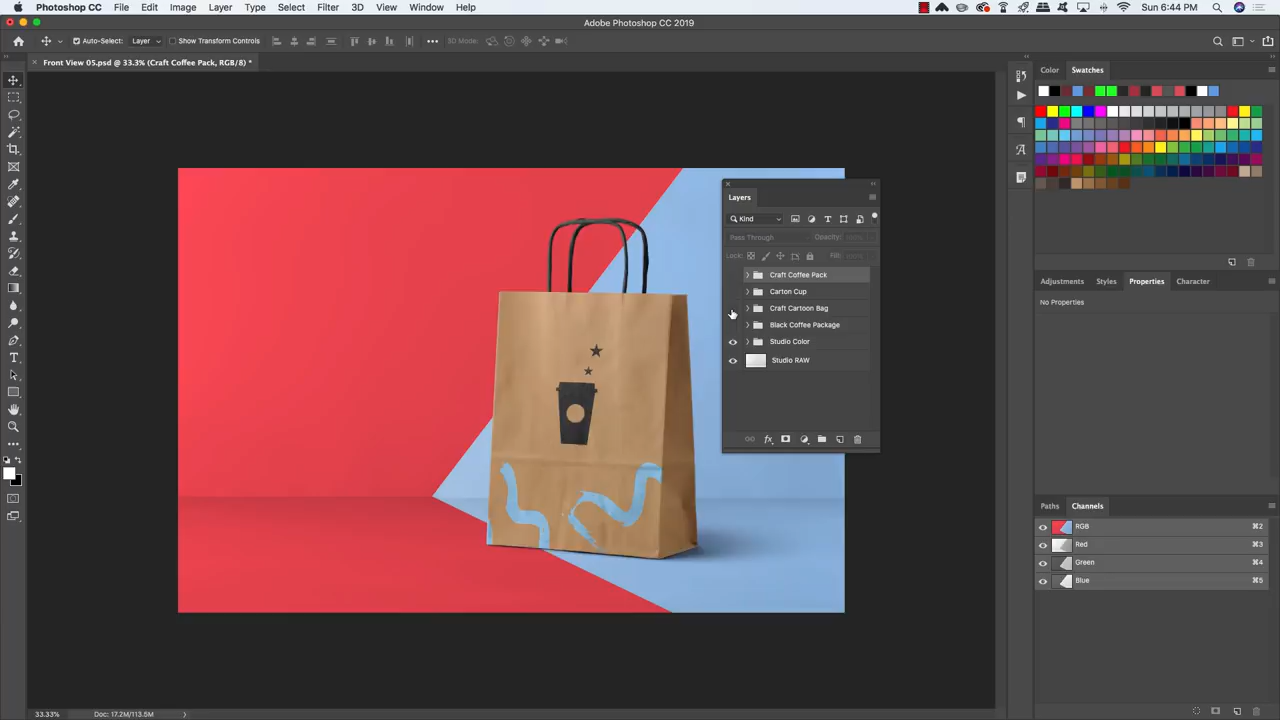 Photoshop CC File Edit Image Layer Type Select Filter 3D View Window Help Sun 6:44 PM
Adobe Photoshop CC 2019
Auto-Select: Layer Show Transform Controls 3D Mode:
Front View 05.psd @ 33.3% (Craft Coffee Pack, RGB/8) *
Color Swatches
Layers
Kind
Pass Through Opacity: 100%
Lock: Fill: 100%
Craft Coffee Pack
Carton Cup
Craft Cartoon Bag
Black Coffee Package
Studio Color
Studio RAW
Adjustments Styles Properties Character
No Properties
Paths Channels
RGB ⌘2
Red ⌘3
Green ⌘4
Blue ⌘5
33.33% Doc: 17.2M/113.5M